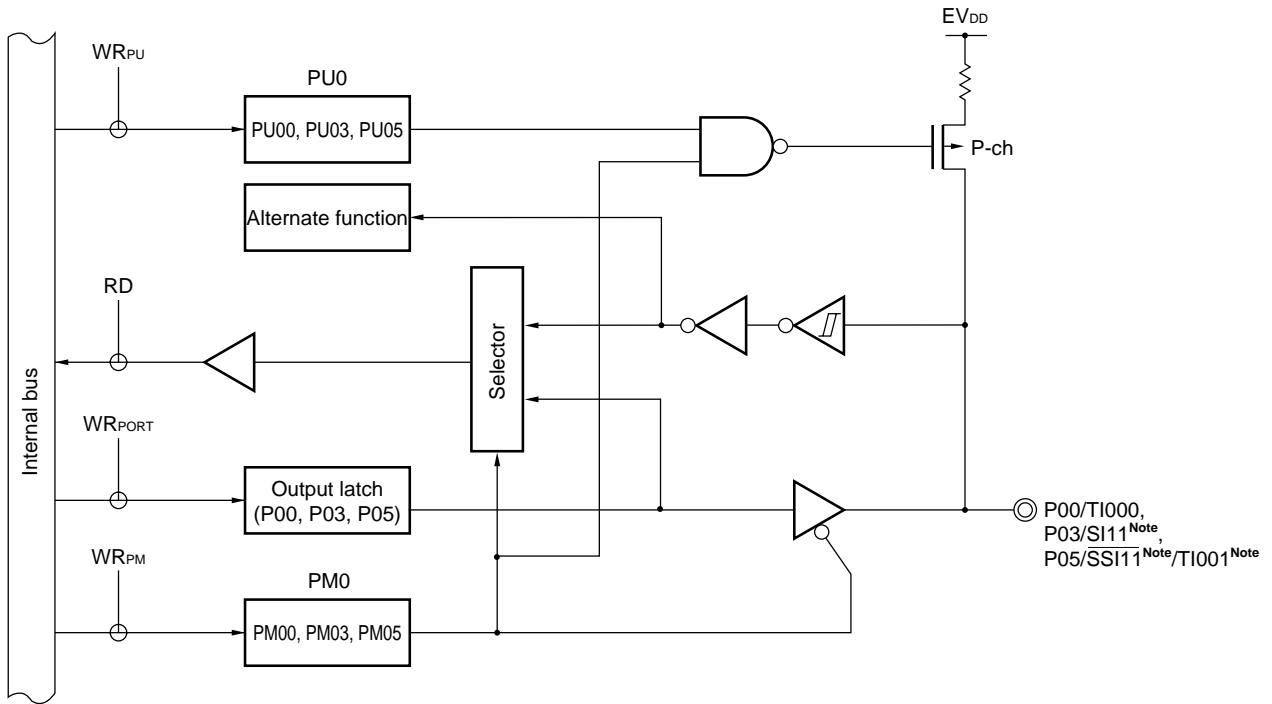 EVDD
WRPU
PU0
PU00, PU03, PU05
P-ch
Alternate function
RD
Selector
Internal bus
WRPORT
Output latch
(P00, P03, P05)
P00/TI000,
P03/SI11Note,
P05/SSI11Note/TI001Note
WRPM
PM0
PM00, PM03, PM05